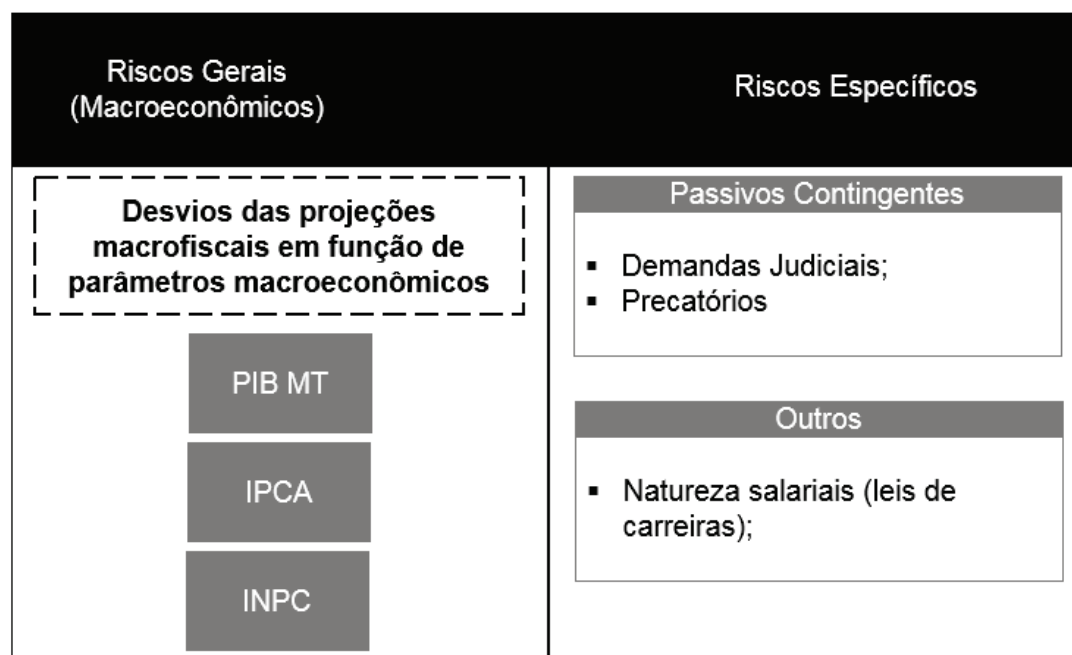 Riscos Gerais
(Macroeconômicos)
Riscos Específicos
Desvios das projeções
macrofiscais em função de
parâmetros macroeconômicos
PIB MT
IPCA
INPC
Passivos Contingentes
▪ Demandas Judiciais;
▪ Precatórios
Outros
▪ Natureza salariais (leis de
carreiras);